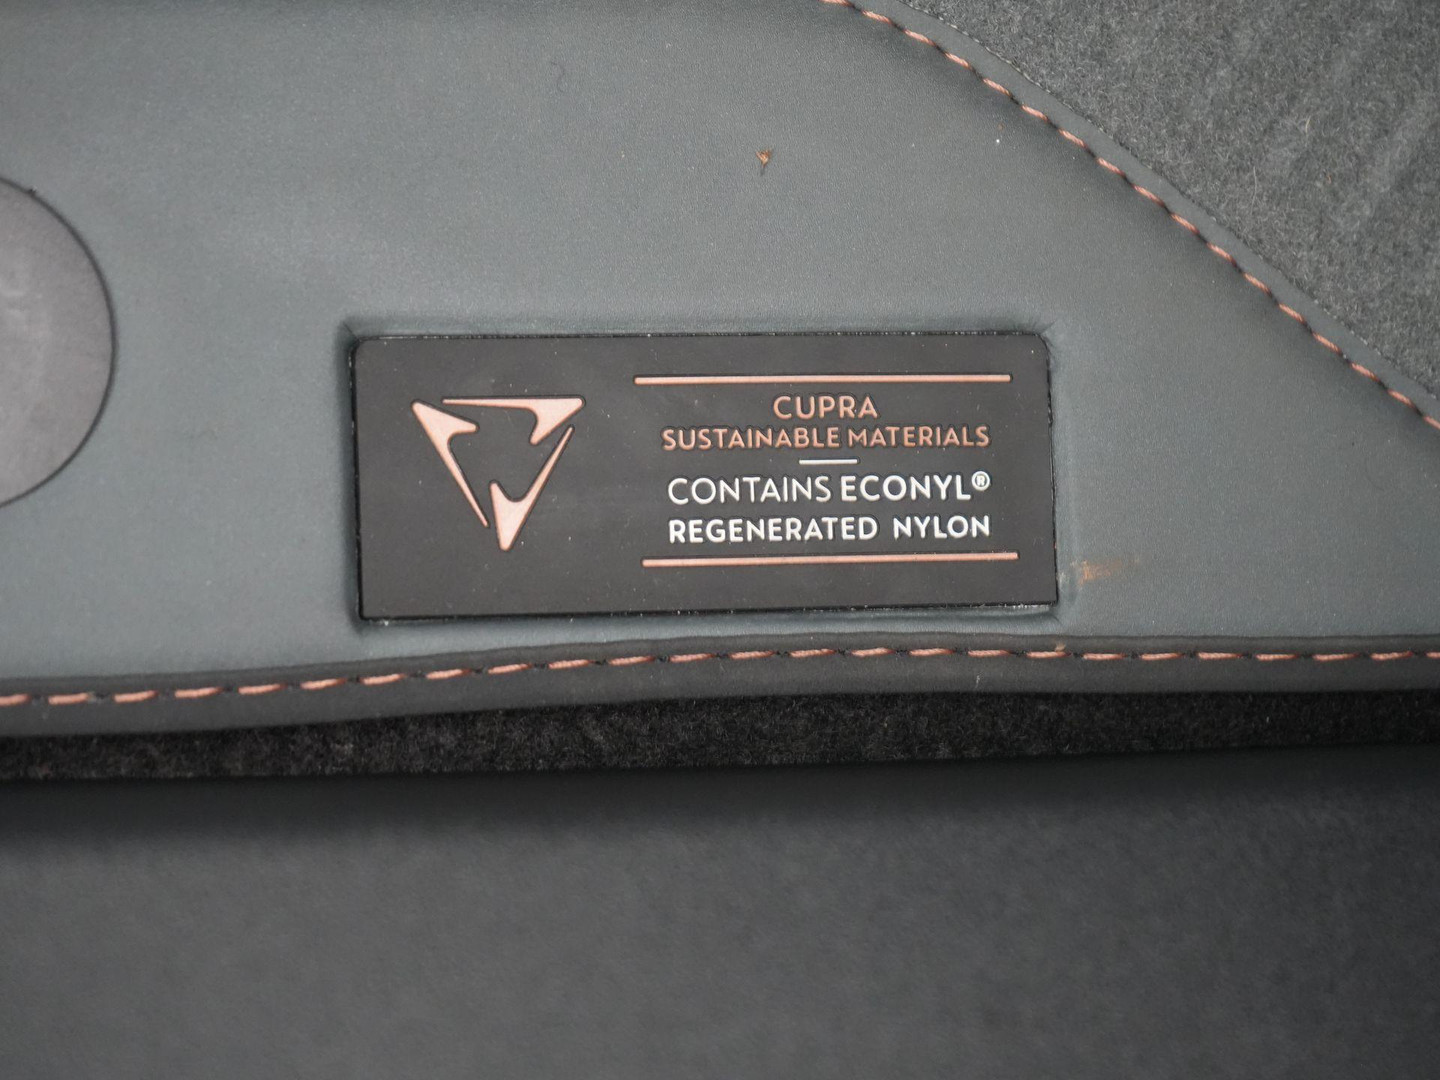 CUPRA
SUSTAINABLE MATERIALS
CONTAINS ECONYL®
REGENERATED NYLON